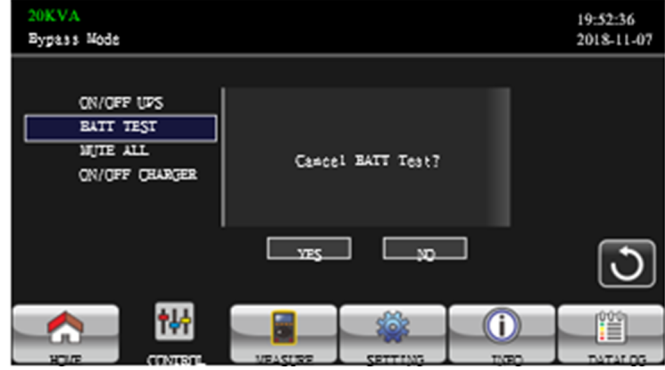 20KVA
19:52:36
Bypass Mode
2018-11-07
ON/OFF UPS
BATT TEST
MUTE ALL
ON/OFF CHARGER
Cancel BATT Test?
YES
NO
HOME
CONTROL
MEASURE
SETTING
INFO
DATALOG